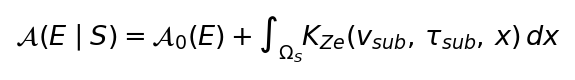 𝒜(E | S) = 𝒜₀(E) + ∫_{Ω_S} K_{Ze}(v_{sub}, τ_{sub}, x) dx